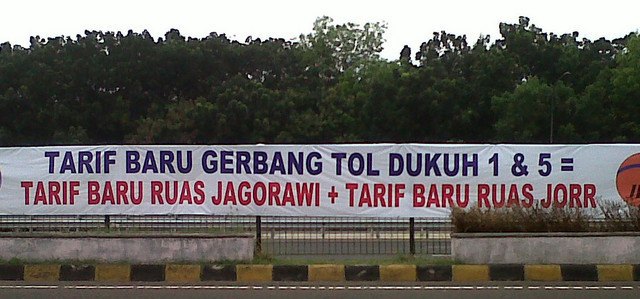 TARIF BARU GERBANG TOL DUKUH 1 & 5 =
TARIF BARU RUAS JAGORAWI + TARIF BARU RUAS JORR